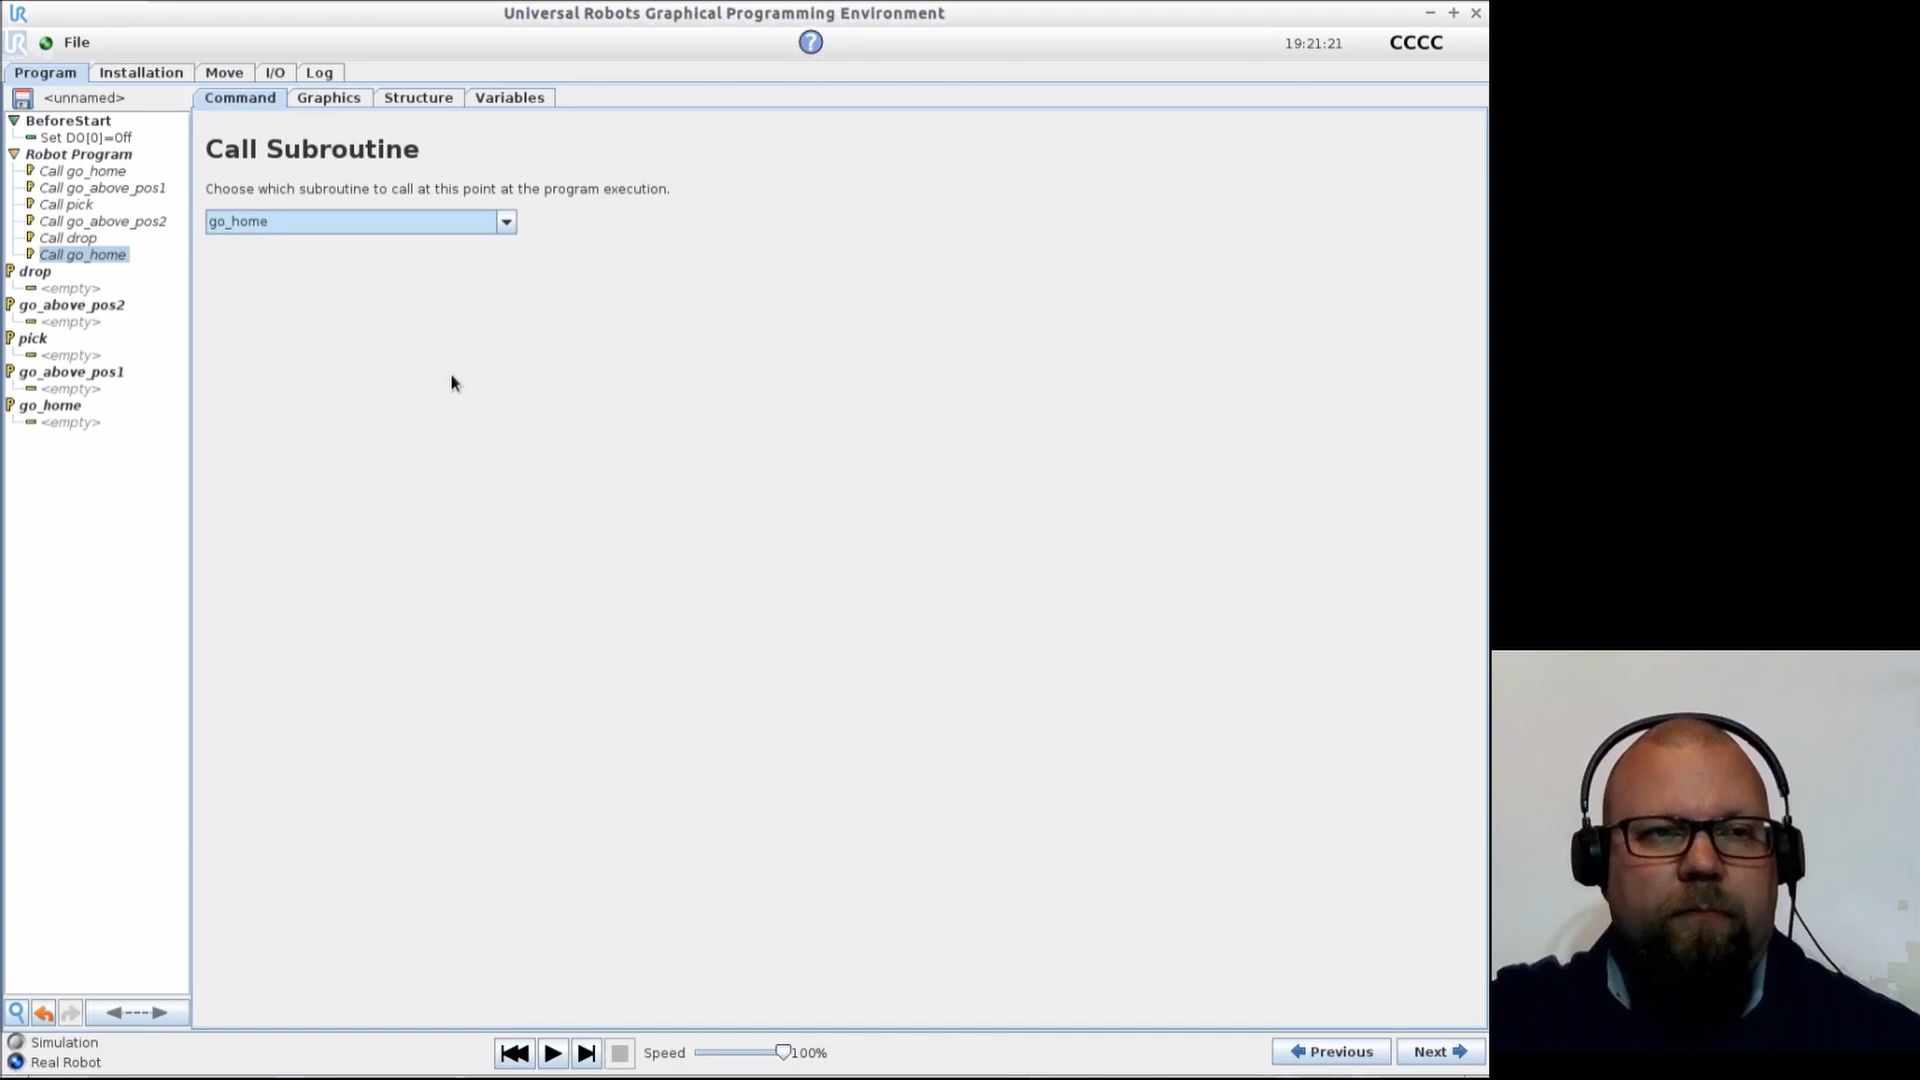 Universal Robots Graphical Programming Environment
File
19:21:21
CCCC
Program
Installation
Move
I/O
Log
<unnamed>
Command
Graphics
Structure
Variables
BeforeStart
Set DO[0]=Off
Robot Program
Call go_home
Call go_above_pos1
Call pick
Call go_above_pos2
Call drop
Call go_home
drop
<empty>
go_above_pos2
<empty>
pick
<empty>
go_above_pos1
<empty>
go_home
<empty>
Call Subroutine
Choose which subroutine to call at this point at the program execution.
go_home
Simulation
Real Robot
Speed
100%
Previous
Next